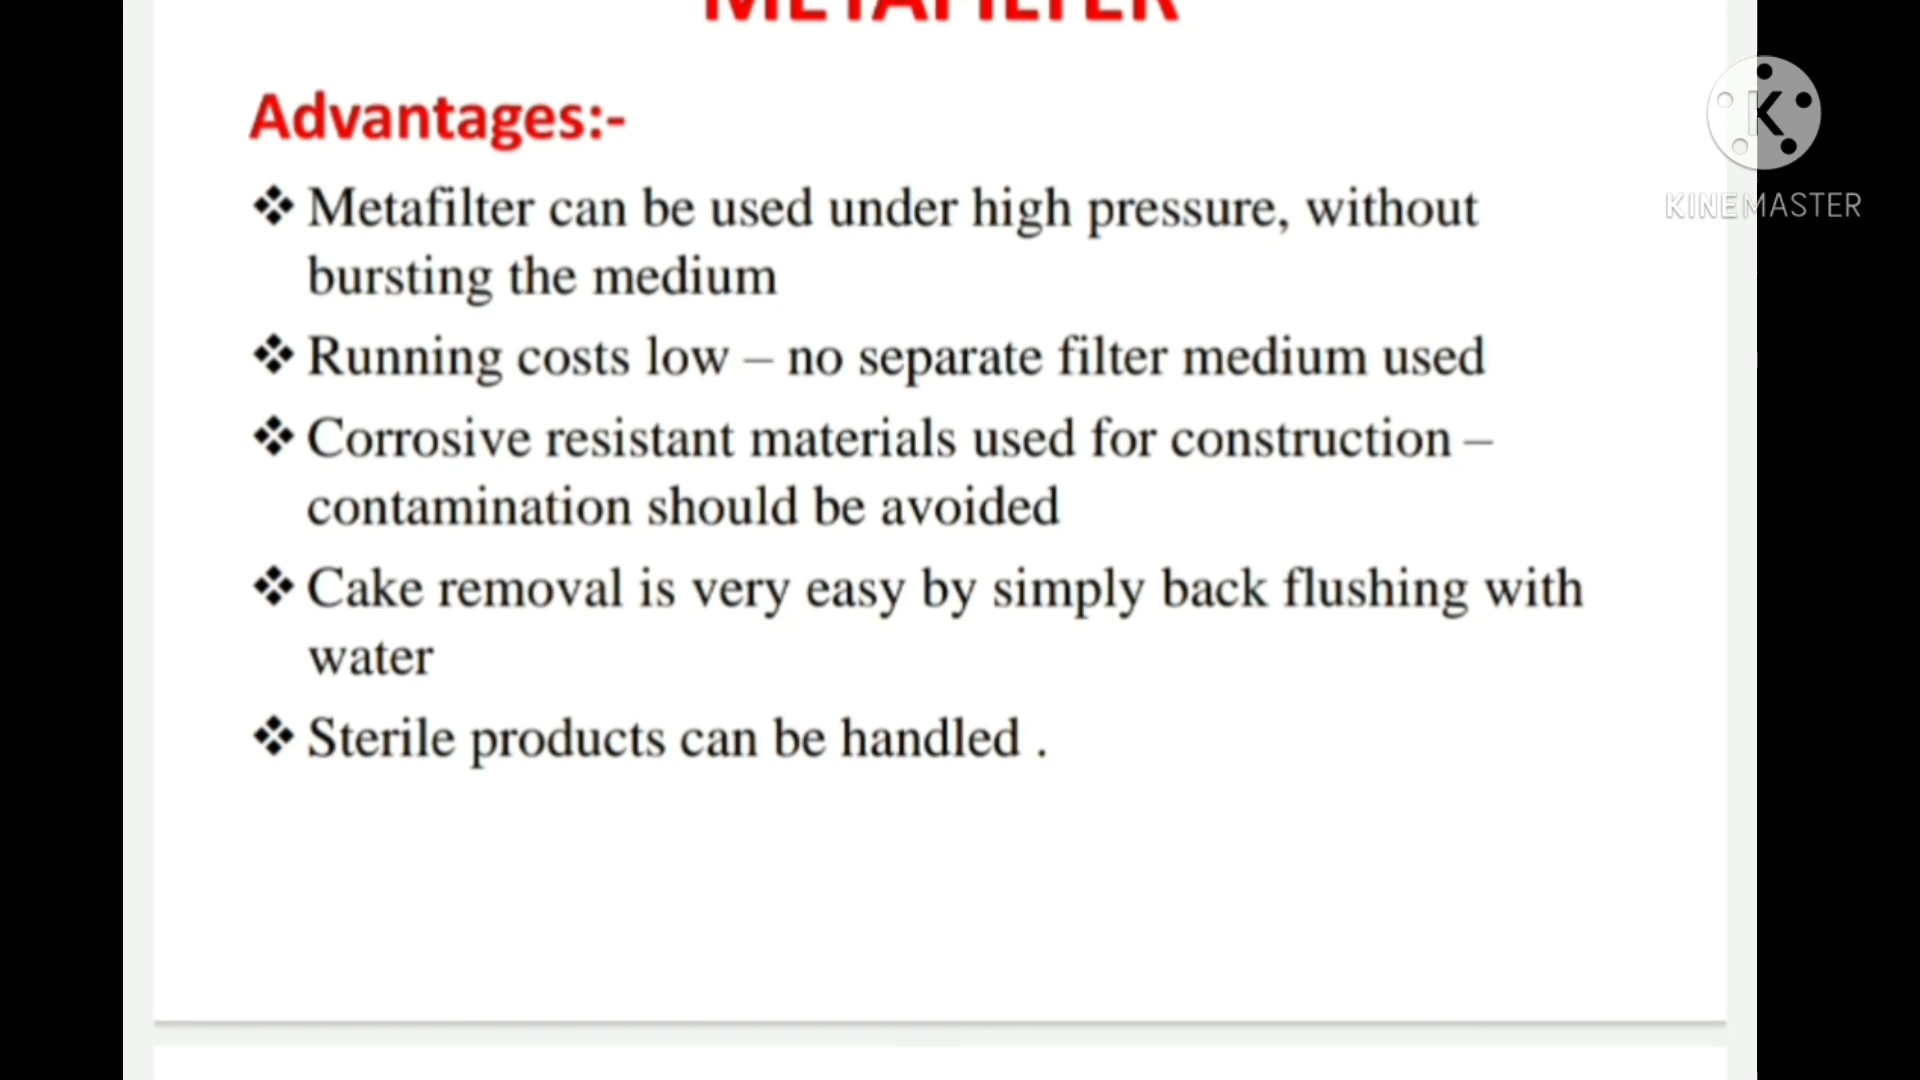 METAFILTER
Advantages:-
❖ Metafilter can be used under high pressure, without
bursting the medium
❖ Running costs low – no separate filter medium used
❖ Corrosive resistant materials used for construction –
contamination should be avoided
❖ Cake removal is very easy by simply back flushing with
water
❖ Sterile products can be handled .
K
KINEMASTER